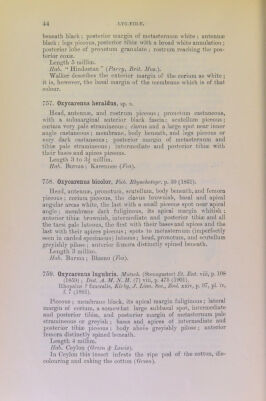 44 LYGÆIDÆ.
beneath black; posterior margin of metasternum white; antennæ
black; legs piceous, posterior tibiæ with a broad white annulation;
posterior lobe of pronotum granulate; rostrum reaching the pos-
terior coxæ.
Length 5 millim.
Hab. "Hindostan" (Parry, Brit. Mus.).
Walker describes the exterior margin of the corium as white;
it is, however, the basal margin of the membrane which is of that
colour.
757. Oxycarenus heraldus, sp. n.
Head, antennæ, and rostrum piceous; pronotum castaneous,
with a submarginal anterior black fascia; scutellum piceous;
corium very pale stramineous; clavus and a large spot near inner
angle castaneous; membrane, body beneath, and legs piceous or
very dark castaneous; posterior margin of metasternum and
tibiæ pale stramineous; intermediate and posterior tibiæ with
their bases and apices piceous.
Length 3 to 3½ millim.
Hab. Burma; Karennee (Fea).
758. Oxycarenus bicolor, Fieb. Rhynchotogr. p. 39 (1852).
Head, antennæ, pronotum, scutellum, body beneath, and femora
piceous; corium piceous, the clavus brownish, basal and apical
angular areas white, the last with a small piceous spot near apical
angle; membrane dark fuliginous, its apical margin whitish;
anterior tibiæ brownish, intermediate and posterior tibiæ and all
the tarsi pale luteous, the first with their bases and apices and the
last with their apices piceous; spots to metasternum (imperfectly
seen in carded specimens) luteous; head, pronotum, and scutellum
greyishly pilose; anterior femora distinctly spined beneath.
Length 3 millim.
Hab. Burma; Bhamo (Fea).
759. Oxycarenus lugubris, Motsch. (Stenogaster) Et. Ent. viii, p. 108
(1859); Dist. A. M. N. H. (7) viii, p. 475 (1901).
Rhyparus ? fuscalis, Kirby, J. Linn. Soc., Zool. xxiv, p. 97, pl. iv,
f. 7 (1891).
Piceous; membrane black, its apical margin fuliginous; lateral
margin of corium, a somewhat large subbasal spot, intermediate
and posterior tibiæ, and posterior margin of metasternum pale
stramineous or greyish; bases and apices of intermediate and
posterior tibiæ piceous; body above greyishly pilose; anterior
femora distinctly spined beneath.
Length 4 millim.
Hab. Ceylon (Green & Lewis).
In Ceylon this insect infests the ripe pod of the cotton, dis-
colouring and caking the cotton (Green).